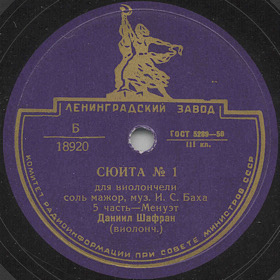 ЛЕНИНГРАДСКИЙ ЗАВОД
Б
18920
ГОСТ 5289—50
III кл.
СЮИТА № 1
для виолончели
соль мажор, муз. И. С. Баха
5 часть—Менуэт
Даниил Шафран
(виолонч.)
КОМИТЕТ РАДИОИНФОРМАЦИИ ПРИ СОВЕТЕ МИНИСТРОВ СССР